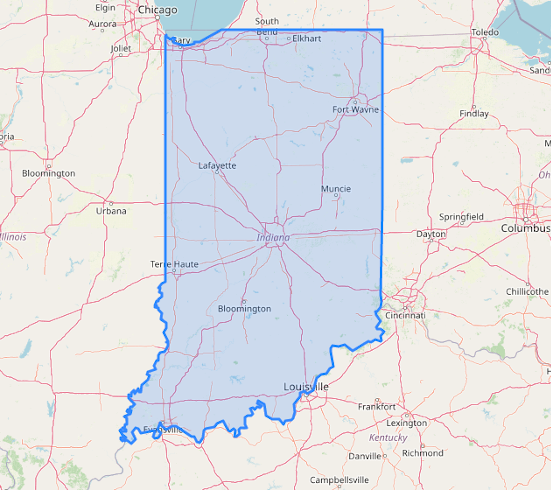 Elgin
Chicago
Aurora
Joliet
Gary
South
Bend
Elkhart
Toledo
Sand
Fort Wayne
Findlay
oria
Bloomington
Lafayette
Muncie
M
Oh
Urbana
Springfield
Columbus
Illinois
Indiana
Dayton
Terre Haute
Chillicothe
Bloomington
Cincinnati
H
Louisville
Frankfort
Evansville
Lexington
Kentucky
Danville
Richmond
Campbellsville